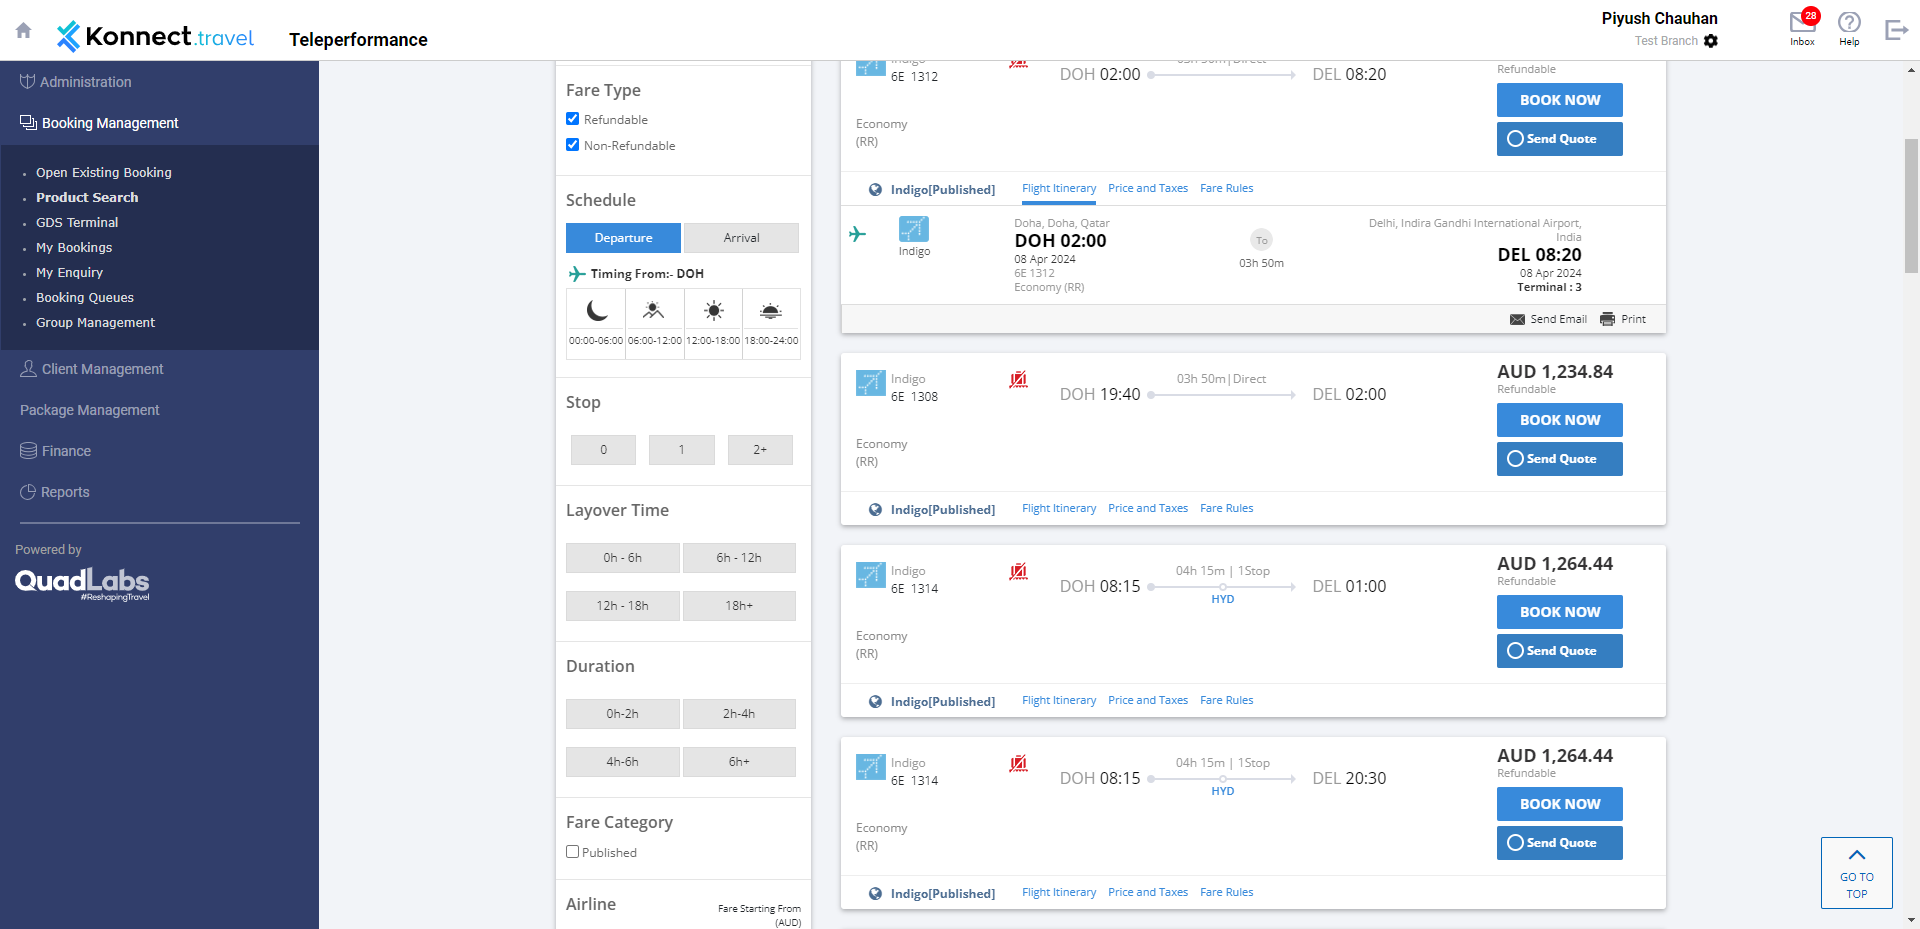 Konnect.travel
Teleperformance
Piyush Chauhan
Test Branch
28
Inbox
Help
Administration
Booking Management
Open Existing Booking
Product Search
GDS Terminal
My Bookings
My Enquiry
Booking Queues
Group Management
Client Management
Package Management
Finance
Reports
Powered by
QuadLabs
#ReshapingTravel
Fare Type
Refundable
Non-Refundable
Schedule
Departure
Arrival
Timing From:- DOH
00:00-06:00
06:00-12:00
12:00-18:00
18:00-24:00
Stop
0
1
2+
Layover Time
0h - 6h
6h - 12h
12h - 18h
18h+
Duration
0h-2h
2h-4h
4h-6h
6h+
Fare Category
Published
Airline
Fare Starting From
(AUD)
Indigo
6E 1312
03h 50m|Direct
DOH 02:00
DEL 08:20
Refundable
BOOK NOW
Send Quote
Economy
(RR)
Indigo[Published]
Flight Itinerary
Price and Taxes
Fare Rules
Indigo
Doha, Doha, Qatar
DOH 02:00
08 Apr 2024
6E 1312
Economy (RR)
To
03h 50m
Delhi, Indira Gandhi International Airport,
India
DEL 08:20
08 Apr 2024
Terminal : 3
Send Email
Print
Indigo
6E 1308
03h 50m|Direct
DOH 19:40
DEL 02:00
AUD 1,234.84
Refundable
BOOK NOW
Send Quote
Economy
(RR)
Indigo[Published]
Flight Itinerary
Price and Taxes
Fare Rules
Indigo
6E 1314
04h 15m | 1Stop
DOH 08:15
HYD
DEL 01:00
AUD 1,264.44
Refundable
BOOK NOW
Send Quote
Economy
(RR)
Indigo[Published]
Flight Itinerary
Price and Taxes
Fare Rules
Indigo
6E 1314
04h 15m | 1Stop
DOH 08:15
HYD
DEL 20:30
AUD 1,264.44
Refundable
BOOK NOW
Send Quote
Economy
(RR)
Indigo[Published]
Flight Itinerary
Price and Taxes
Fare Rules
GO TO
TOP